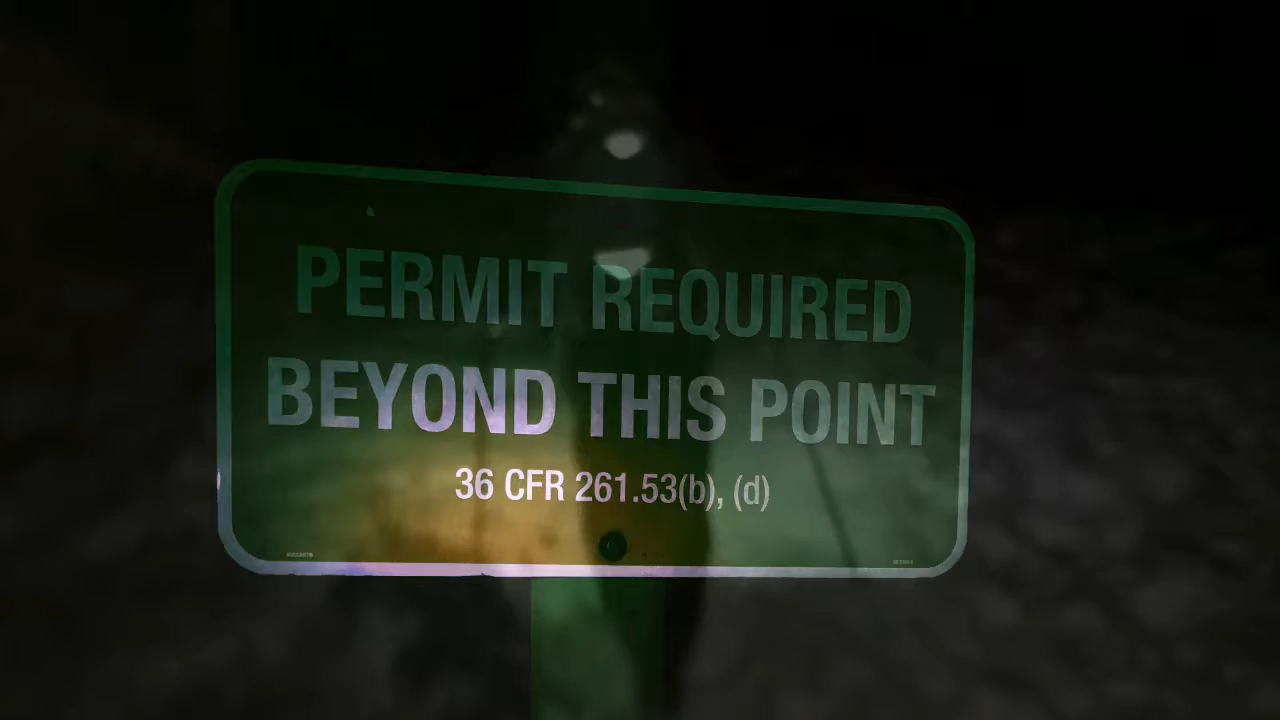 PERMIT REQUIRED
BEYOND THIS POINT
36 CFR 261.53(b), (d)